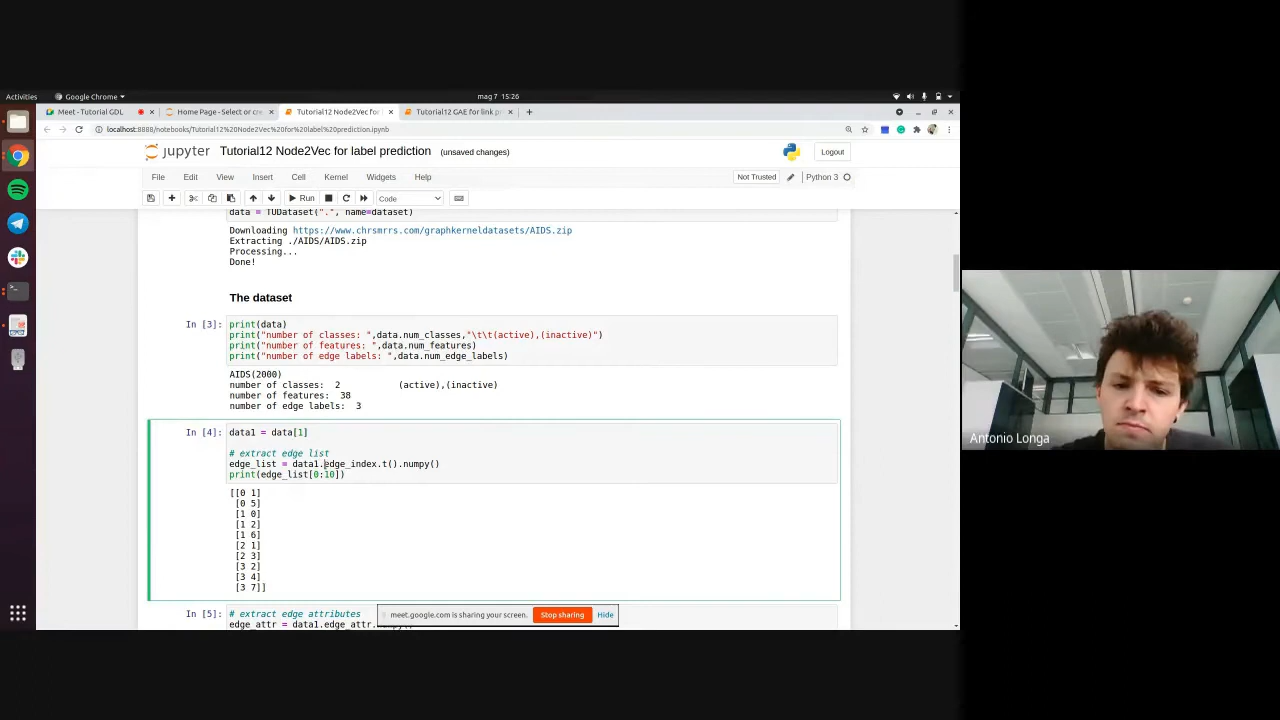 Activities
Google Chrome
mag 7 15:26
Meet - Tutorial GDL
Home Page - Select or cre
Tutorial12 Node2Vec for
Tutorial12 GAE for link p
localhost:8888/notebooks/Tutorial12%20Node2Vec%20for%20label%20prediction.ipynb
jupyter
Tutorial12 Node2Vec for label prediction
(unsaved changes)
Logout
File
Edit
View
Insert
Cell
Kernel
Widgets
Help
Not Trusted
Python 3
Run
Code
data = TUDataset(".", name=dataset)
Downloading https://www.chrsmrrs.com/graphkerneldatasets/AIDS.zip
Extracting ./AIDS/AIDS.zip
Processing...
Done!
The dataset
In [3]:
print(data)
print("number of classes: ",data.num_classes,"\t\t(active),(inactive)")
print("number of features: ",data.num_features)
print("number of edge labels: ",data.num_edge_labels)
AIDS(2000)
number of classes:  2          (active),(inactive)
number of features:  38
number of edge labels:  3
In [4]:
data1 = data[1]
# extract edge list
edge_list = data1.edge_index.t().numpy()
print(edge_list[0:10])
[[0 1]
[0 5]
[1 0]
[1 2]
[1 6]
[2 1]
[2 3]
[3 2]
[3 4]
[3 7]]
In [5]:
# extract edge attributes
edge_attr = data1.edge_attr.
meet.google.com is sharing your screen.
Stop sharing
Hide
Antonio Longa